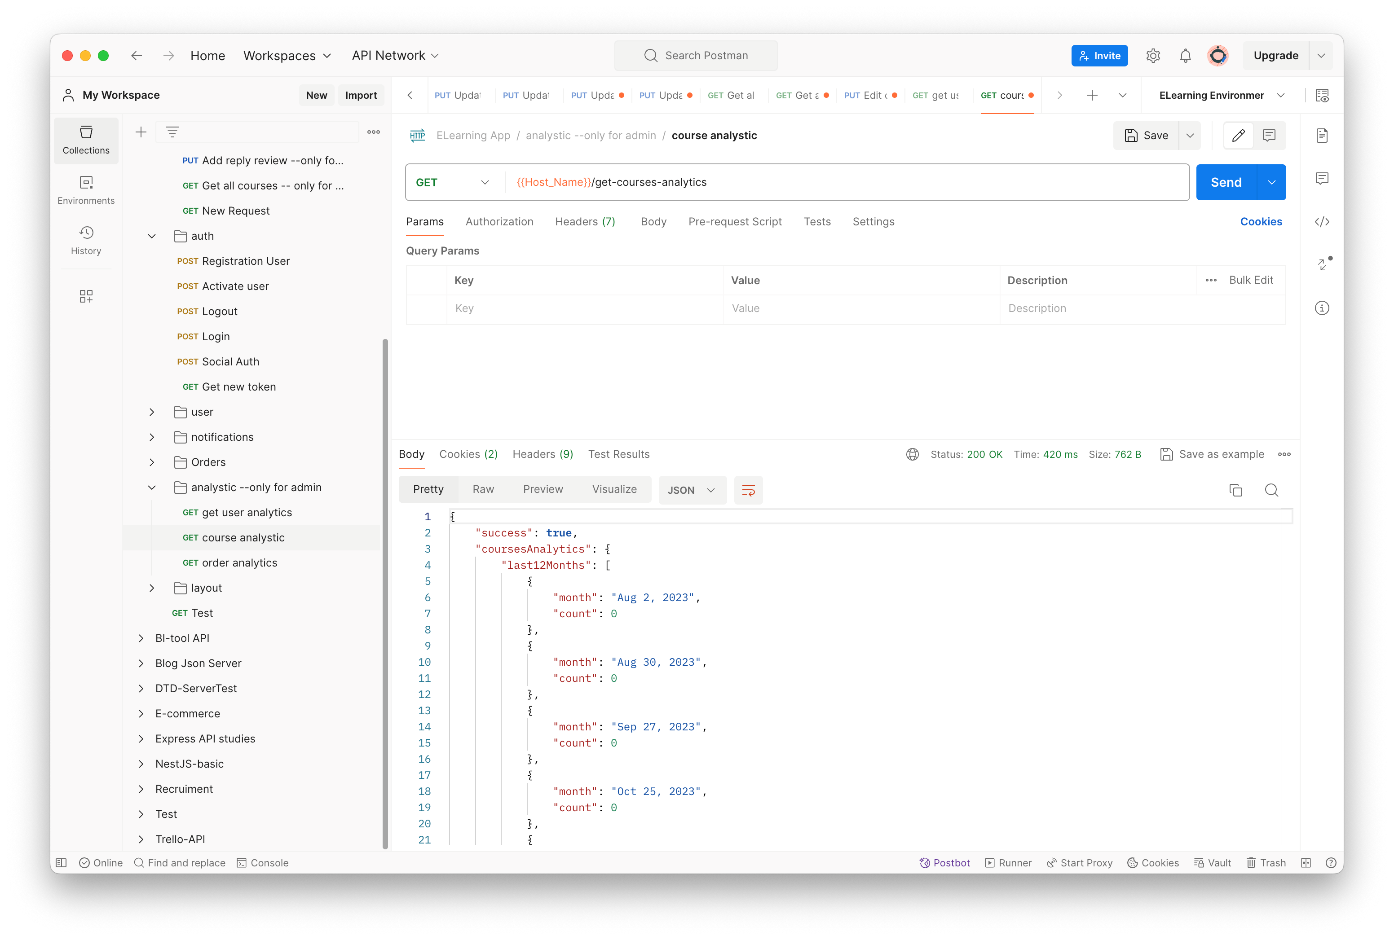 Home Workspaces API Network Search Postman Invite Upgrade
My Workspace New Import
PUT Updat PUT Updat PUT Upda PUT Upda GET Get al GET Get a PUT Edit c GET get us GET cours ELearning Environmer
Collections
Environments
History
PUT Add reply review --only fo...
GET Get all courses -- only for ...
GET New Request
auth
POST Registration User
POST Activate user
POST Logout
POST Login
POST Social Auth
GET Get new token
user
notifications
Orders
analystic --only for admin
GET get user analytics
GET course analystic
GET order analytics
layout
GET Test
BI-tool API
Blog Json Server
DTD-ServerTest
E-commerce
Express API studies
NestJS-basic
Recruiment
Test
Trello-API
HTTP ELearning App / analystic --only for admin / course analystic Save
GET {{Host_Name}}/get-courses-analytics Send
Params Authorization Headers (7) Body Pre-request Script Tests Settings Cookies
Query Params
Key Value Description Bulk Edit
Key Value Description
Body Cookies (2) Headers (9) Test Results Status: 200 OK Time: 420 ms Size: 762 B Save as example
Pretty Raw Preview Visualize JSON
1 {
2 "success": true,
3 "coursesAnalytics": {
4 "last12Months": [
5 {
6 "month": "Aug 2, 2023",
7 "count": 0
8 },
9 {
10 "month": "Aug 30, 2023",
11 "count": 0
12 },
13 {
14 "month": "Sep 27, 2023",
15 "count": 0
16 },
17 {
18 "month": "Oct 25, 2023",
19 "count": 0
20 },
21 {
Online Find and replace Console Postbot Runner Start Proxy Cookies Vault Trash